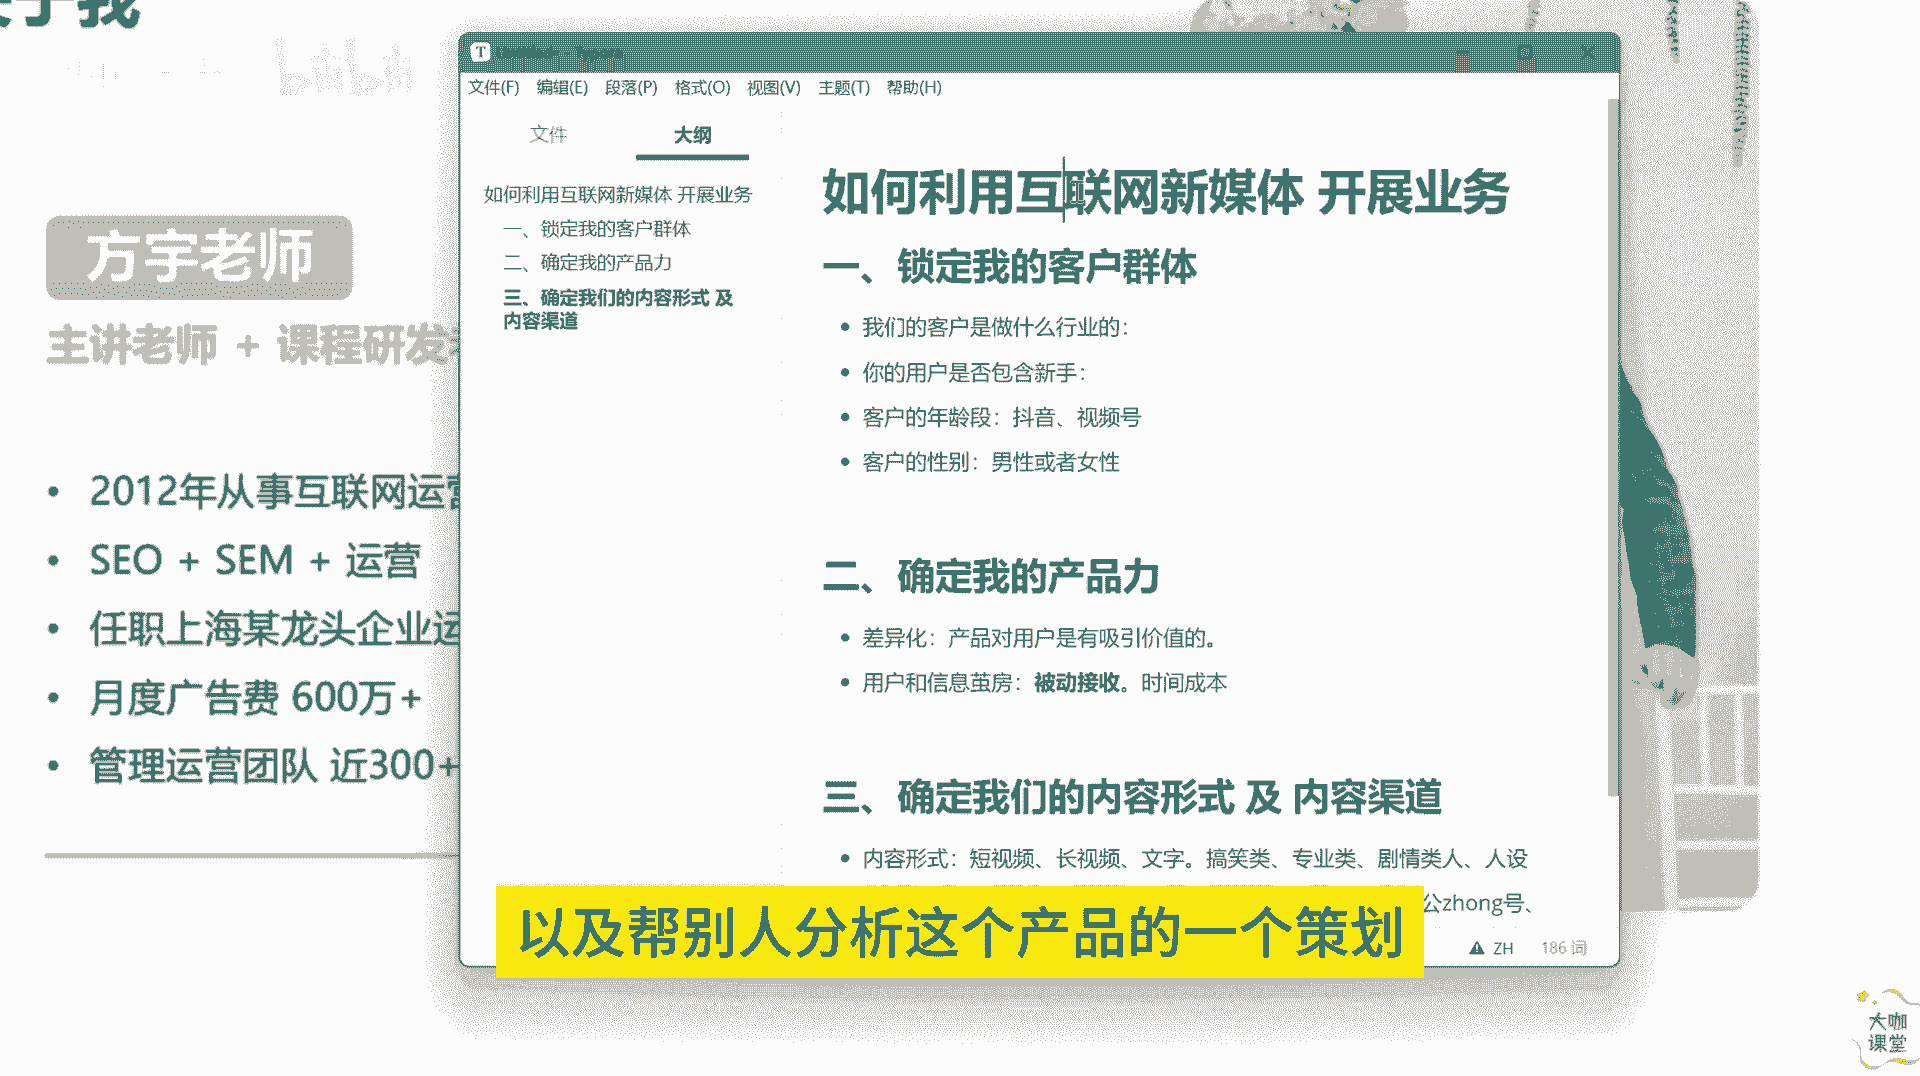 关于我
bilibili
方宇老师
主讲老师 + 课程研发
• 2012年从事互联网运营
• SEO + SEM + 运营
• 任职上海某龙头企业运
• 月度广告费 600万+
• 管理运营团队 近300+
文件(F) 编辑(E) 段落(P) 格式(O) 视图(V) 主题(T) 帮助(H)
文件 大纲
如何利用互联网新媒体 开展业务
一、锁定我的客户群体
二、确定我的产品力
三、确定我们的内容形式 及
内容渠道
如何利用互联网新媒体 开展业务
一、锁定我的客户群体
• 我们的客户是做什么行业的：
• 你的用户是否包含新手：
• 客户的年龄段：抖音、视频号
• 客户的性别：男性或者女性
二、确定我的产品力
• 差异化：产品对用户是有吸引价值的。
• 用户和信息茧房：被动接收。时间成本
三、确定我们的内容形式 及 内容渠道
• 内容形式：短视频、长视频、文字。搞笑类、专业类、剧情类人、人设
公zhong号、
ZH 186 词
以及帮别人分析这个产品的一个策划
大咖
课堂